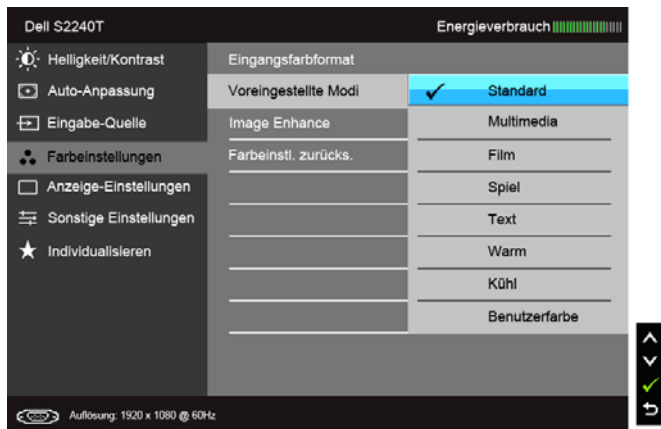 Dell S2240T
Energieverbrauch
Helligkeit/Kontrast
Auto-Anpassung
Eingabe-Quelle
Farbeinstellungen
Anzeige-Einstellungen
Sonstige Einstellungen
Individualisieren
Eingangsfarbformat
Voreingestellte Modi
Image Enhance
Farbeinstl. zurücks.
Standard
Multimedia
Film
Spiel
Text
Warm
Kühl
Benutzerfarbe
Auflösung: 1920 x 1080 @ 60Hz